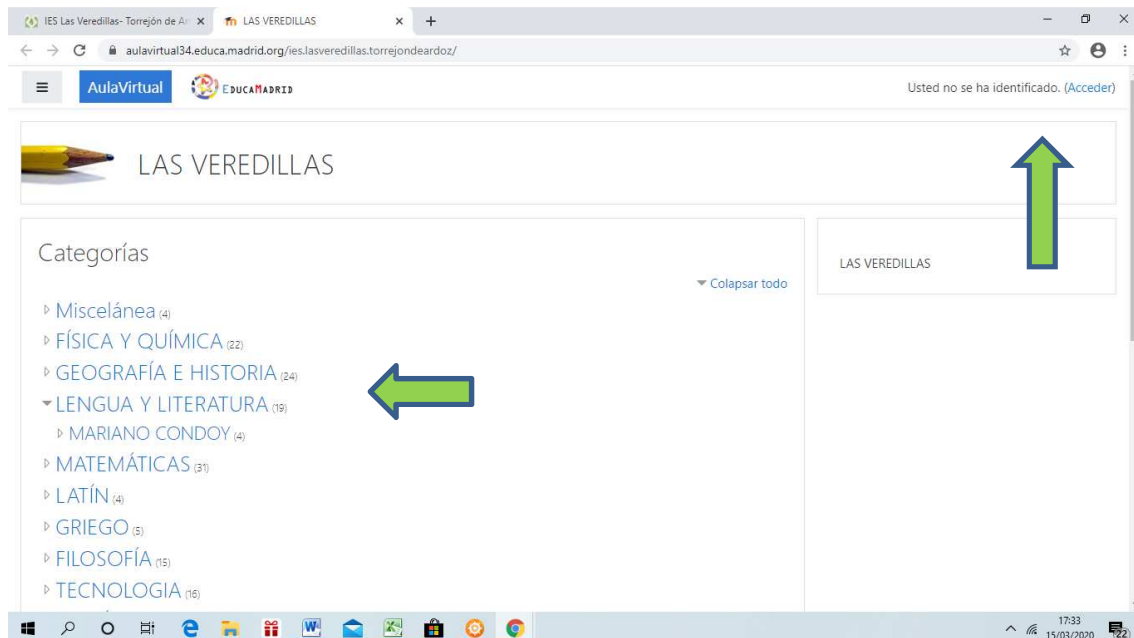 IES Las Veredillas- Torrejón de A
LAS VEREDILLAS
aulavirtual34.educa.madrid.org/ies.lasveredillas.torrejondeardoz/
AulaVirtual
EDUCAMADRID
Usted no se ha identificado. (Acceder)
LAS VEREDILLAS
Categorías
LAS VEREDILLAS
Colapsar todo
Miscelánea (4)
FÍSICA Y QUÍMICA (22)
GEOGRAFÍA E HISTORIA (24)
LENGUA Y LITERATURA (19)
MARIANO CONDOY (4)
MATEMÁTICAS (31)
LATÍN (4)
GRIEGO (5)
FILOSOFÍA (15)
TECNOLOGIA (16)
17:33
15/03/2020
22